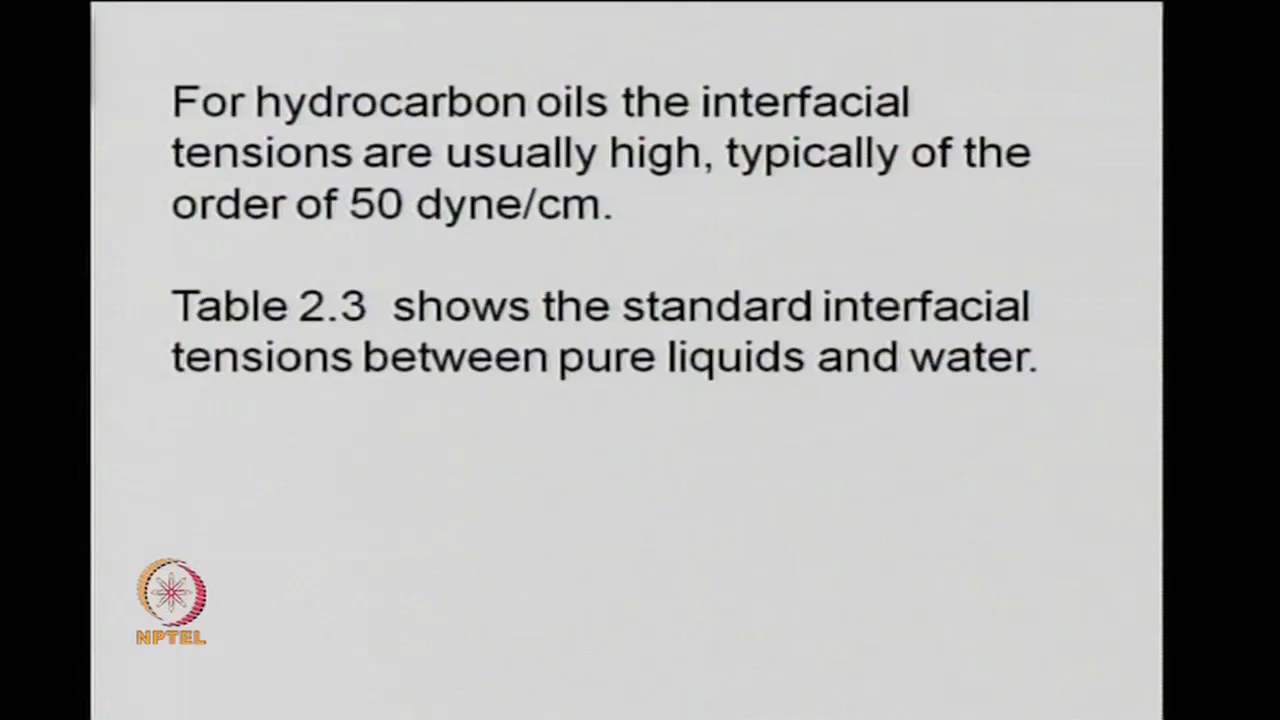 For hydrocarbon oils the interfacial
tensions are usually high, typically of the
order of 50 dyne/cm.
Table 2.3 shows the standard interfacial
tensions between pure liquids and water.
NPTEL